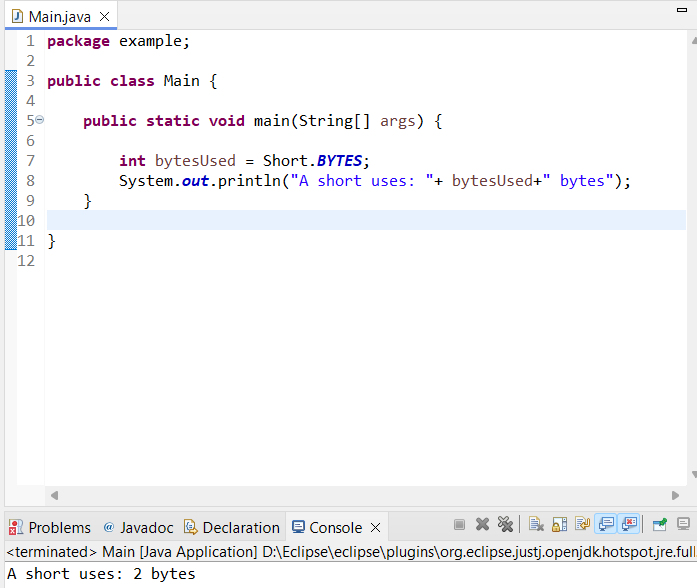 Main.java
1 package example;
2
3 public class Main {
4
5 public static void main(String[] args) {
6
7 int bytesUsed = Short.BYTES;
8 System.out.println("A short uses: "+ bytesUsed+" bytes");
9 }
10
11 }
12
Problems @ Javadoc Declaration Console
<terminated> Main [Java Application] D:\Eclipse\eclipse\plugins\org.eclipse.justj.openjdk.hotspot.jre.full
A short uses: 2 bytes